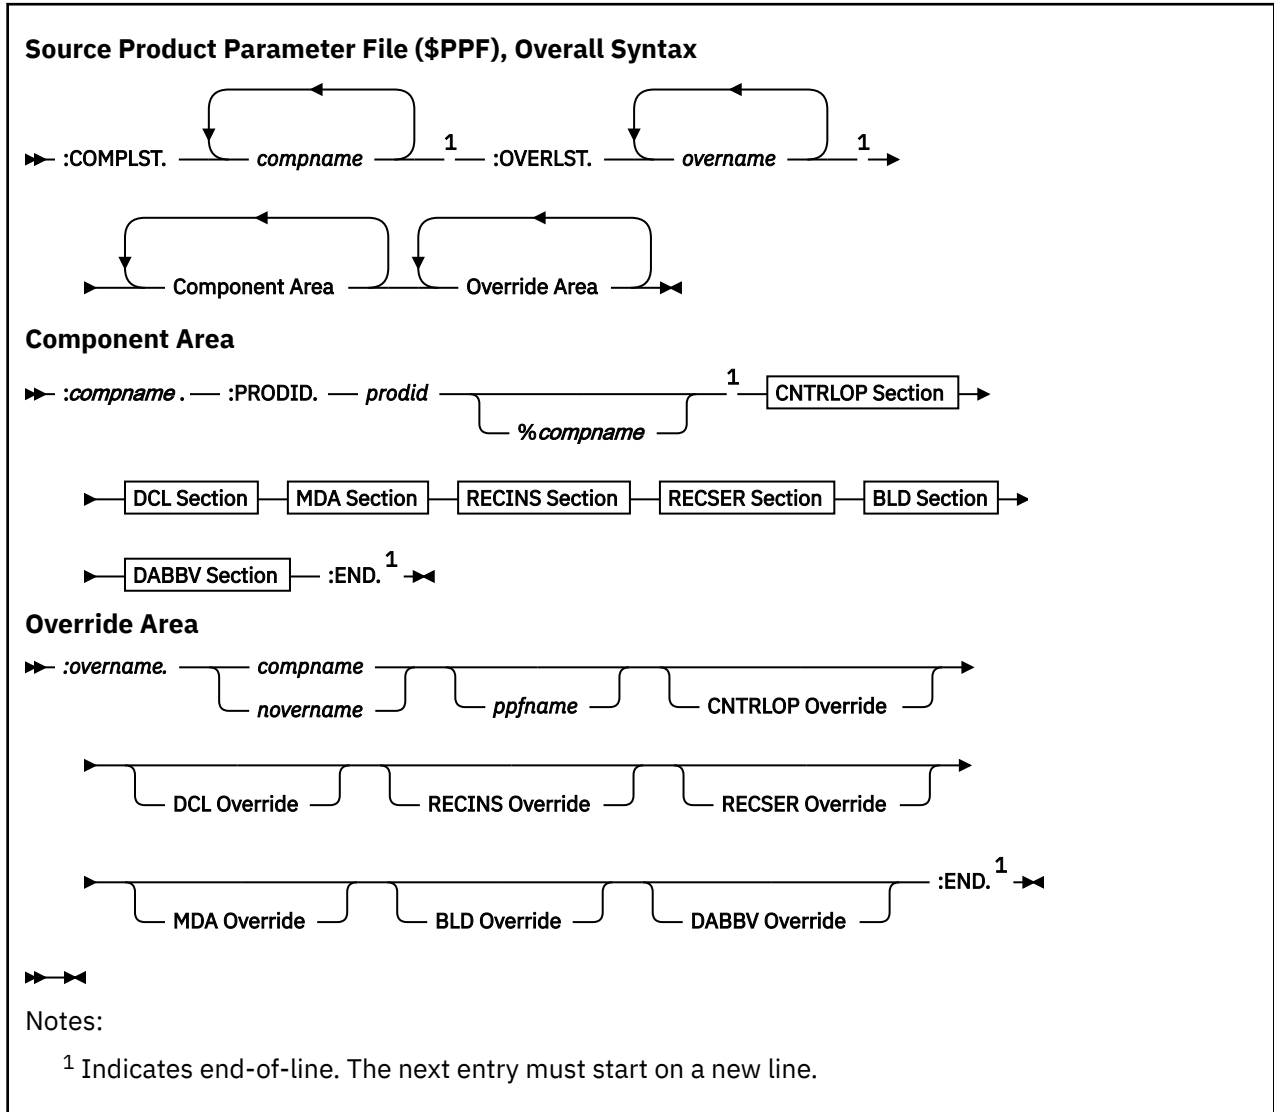 Source Product Parameter File ($PPF), Overall Syntax
:COMPLST. compname 1 :OVERLST. overname 1
Component Area Override Area
Component Area
:compname. :PRODID. prodid 1 CNTRLOP Section
%compname
DCL Section MDA Section RECINS Section RECSER Section BLD Section
DABBV Section :END. 1
Override Area
:overname. compname
novername ppfname CNTRLOP Override
DCL Override RECINS Override RECSER Override
:END. 1
MDA Override BLD Override DABBV Override
Notes:
1 Indicates end-of-line. The next entry must start on a new line.